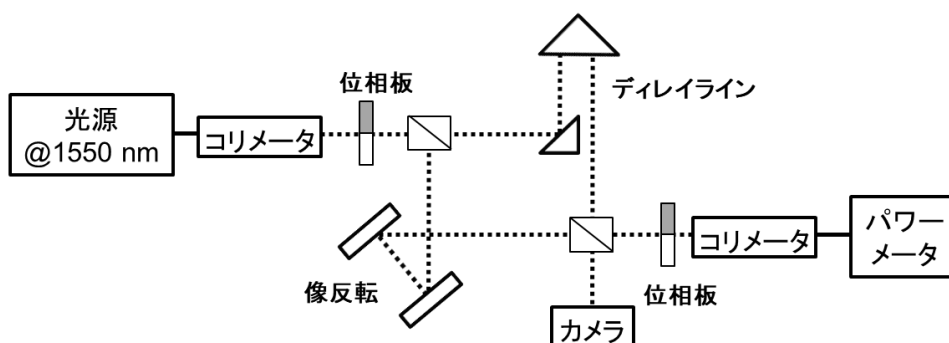 光源
@1550 nm
コリメータ
位相板
ディレイライン
像反転
カメラ
位相板
コリメータ
パワー
メータ